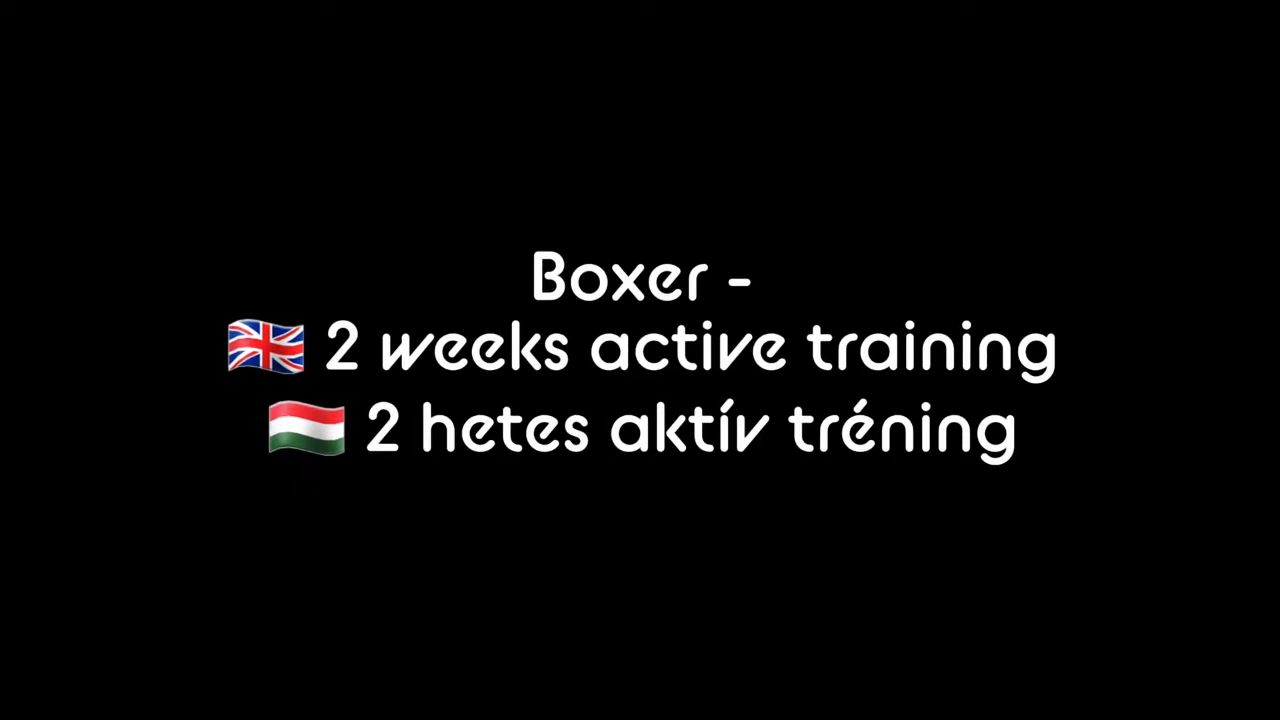 Boxer -
🇬🇧 2 weeks active training
🇭🇺 2 hetes aktív tréning